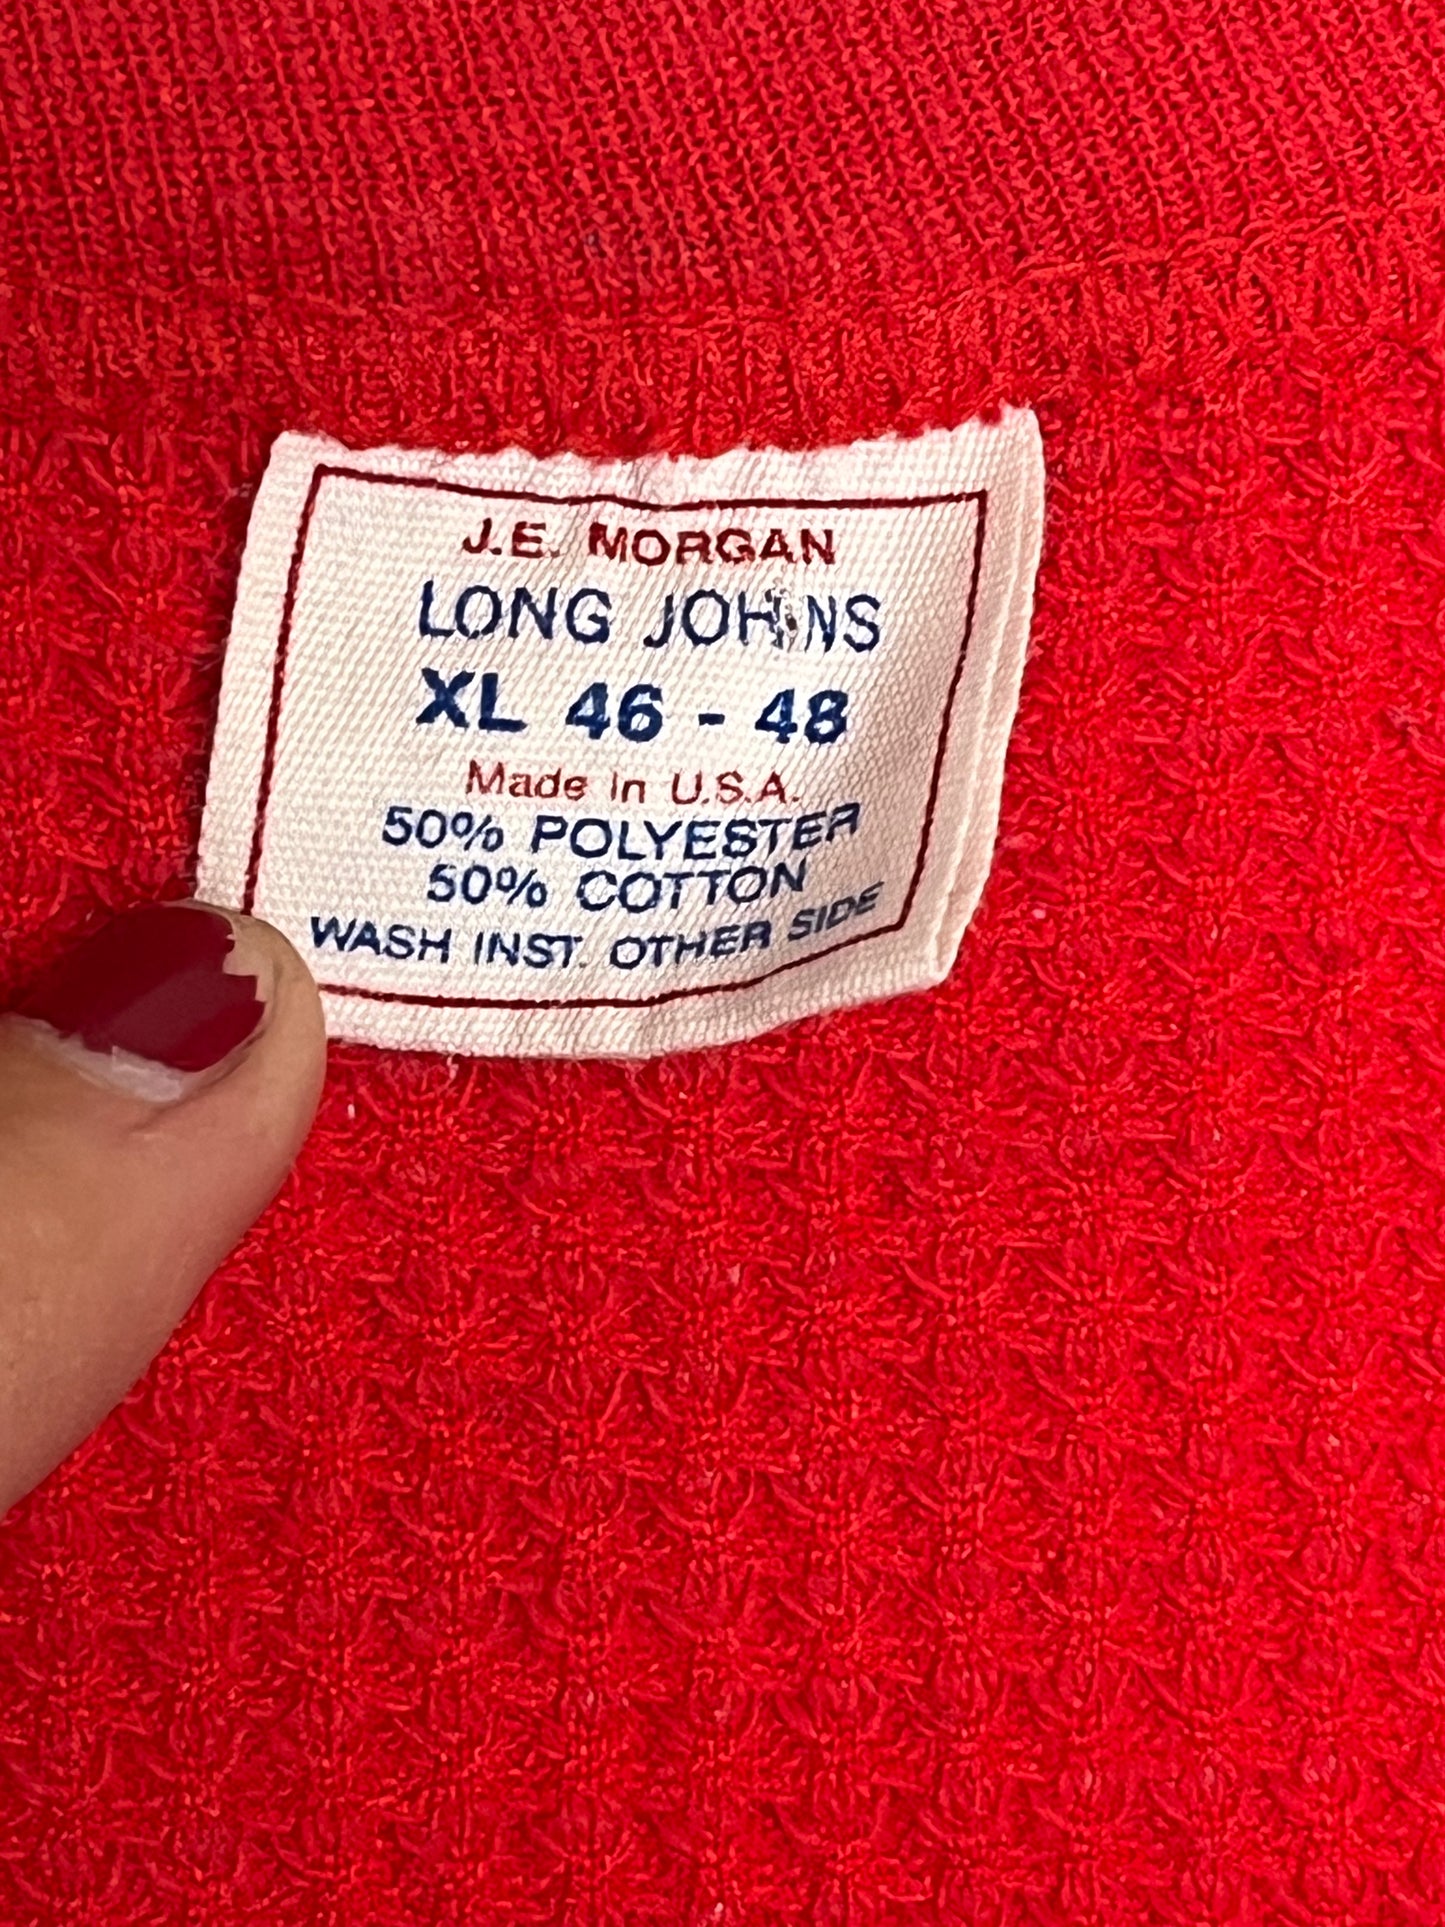 J.E. MORGAN
LONG JOHNS
XL 46 - 48
Made in U.S.A.
50% POLYESTER
50% COTTON
WASH INST. OTHER SIDE